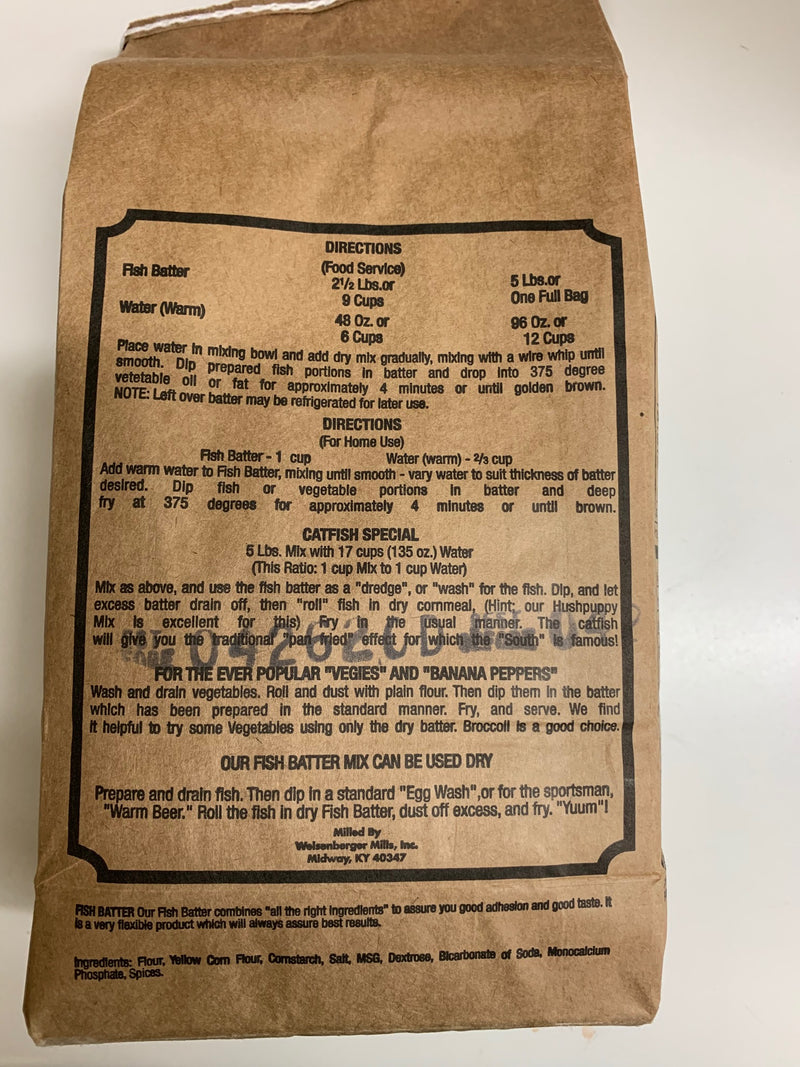 DIRECTIONS
(Food Service)
Fish Batter 2½ Lbs.or 5 Lbs.or
9 Cups One Full Bag
Water (Warm) 48 Oz. or 96 Oz. or
6 Cups 12 Cups
Place water in mixing bowl and add dry mix gradually, mixing with a wire whip until
smooth. Dip prepared fish portions in batter and drop into 375 degree
vetetable oil or fat for approximately 4 minutes or until golden brown.
NOTE: Left over batter may be refrigerated for later use.
DIRECTIONS
(For Home Use)
Fish Batter - 1 cup Water (warm) - ⅔ cup
Add warm water to Fish Batter, mixing until smooth - vary water to suit thickness of batter
desired. Dip fish or vegetable portions in batter and deep
fry at 375 degrees for approximately 4 minutes or until brown.
CATFISH SPECIAL
5 Lbs. Mix with 17 cups (135 oz.) Water
(This Ratio: 1 cup Mix to 1 cup Water)
Mix as above, and use the fish batter as a "dredge", or "wash" for the fish. Dip, and let
excess batter drain off, then "roll" fish in dry cornmeal, (Hint; our Hushpuppy
Mix is excellent for this) Fry in the usual manner. The catfish
will give you the traditional "pan fried" effect for which the "South" is famous!
FOR THE EVER POPULAR "VEGIES" AND "BANANA PEPPERS"
Wash and drain vegetables. Roll and dust with plain flour. Then dip them in the batter
which has been prepared in the standard manner. Fry, and serve. We find
it helpful to try some Vegetables using only the dry batter. Broccoli is a good choice.
OUR FISH BATTER MIX CAN BE USED DRY
Prepare and drain fish. Then dip in a standard "Egg Wash",or for the sportsman,
"Warm Beer." Roll the fish in dry Fish Batter, dust off excess, and fry. "Yuum"!
Milled By
Weisenberger Mills, Inc.
Midway, KY 40347
FISH BATTER Our Fish Batter combines "all the right ingredients" to assure you good adhesion and good taste. It
is a very flexible product which will always assure best results.
Ingredients: Flour, Yellow Corn Flour, Cornstarch, Salt, MSG, Dextrose, Bicarbonate of Soda, Monocalcium
Phosphate, Spices.